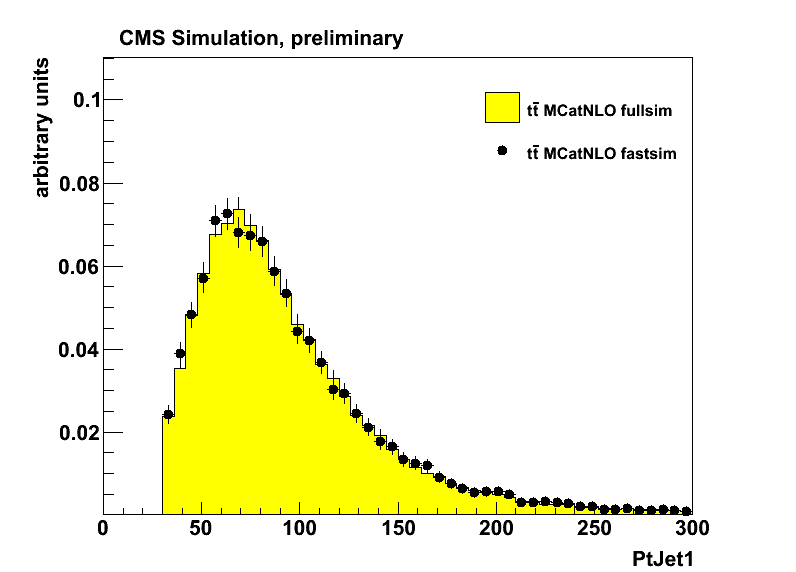 CMS Simulation, preliminary
arbitrary units
0.1
0.08
0.06
0.04
0.02
tt̄ MCatNLO fullsim
tt̄ MCatNLO fastsim
0 50 100 150 200 250 300
PtJet1